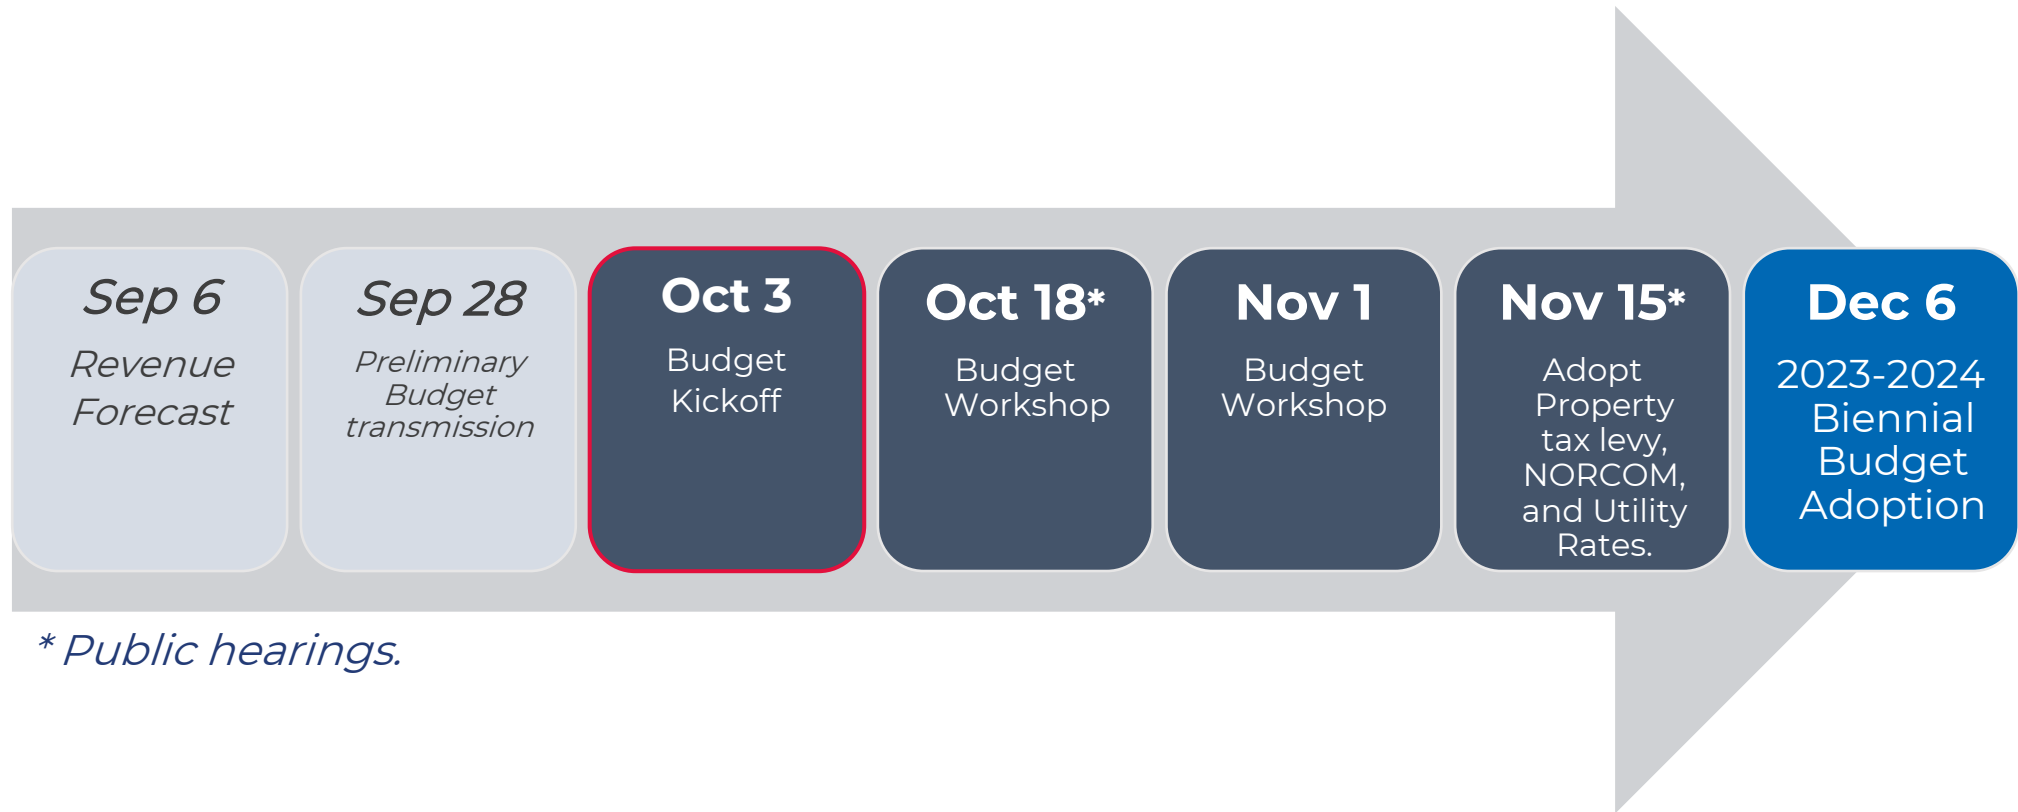 Sep 6
Revenue
Forecast
Sep 28
Preliminary
Budget
transmission
Oct 3
Budget
Kickoff
Oct 18*
Budget
Workshop
Nov 1
Budget
Workshop
Nov 15*
Adopt
Property
tax levy,
NORCOM,
and Utility
Rates.
Dec 6
2023-2024
Biennial
Budget
Adoption
* Public hearings.